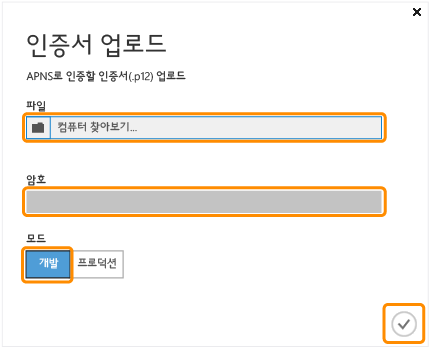 인증서 업로드
APNS로 인증할 인증서(.p12) 업로드
파일
컴퓨터 찾아보기...
암호
모드
개발 프로덕션